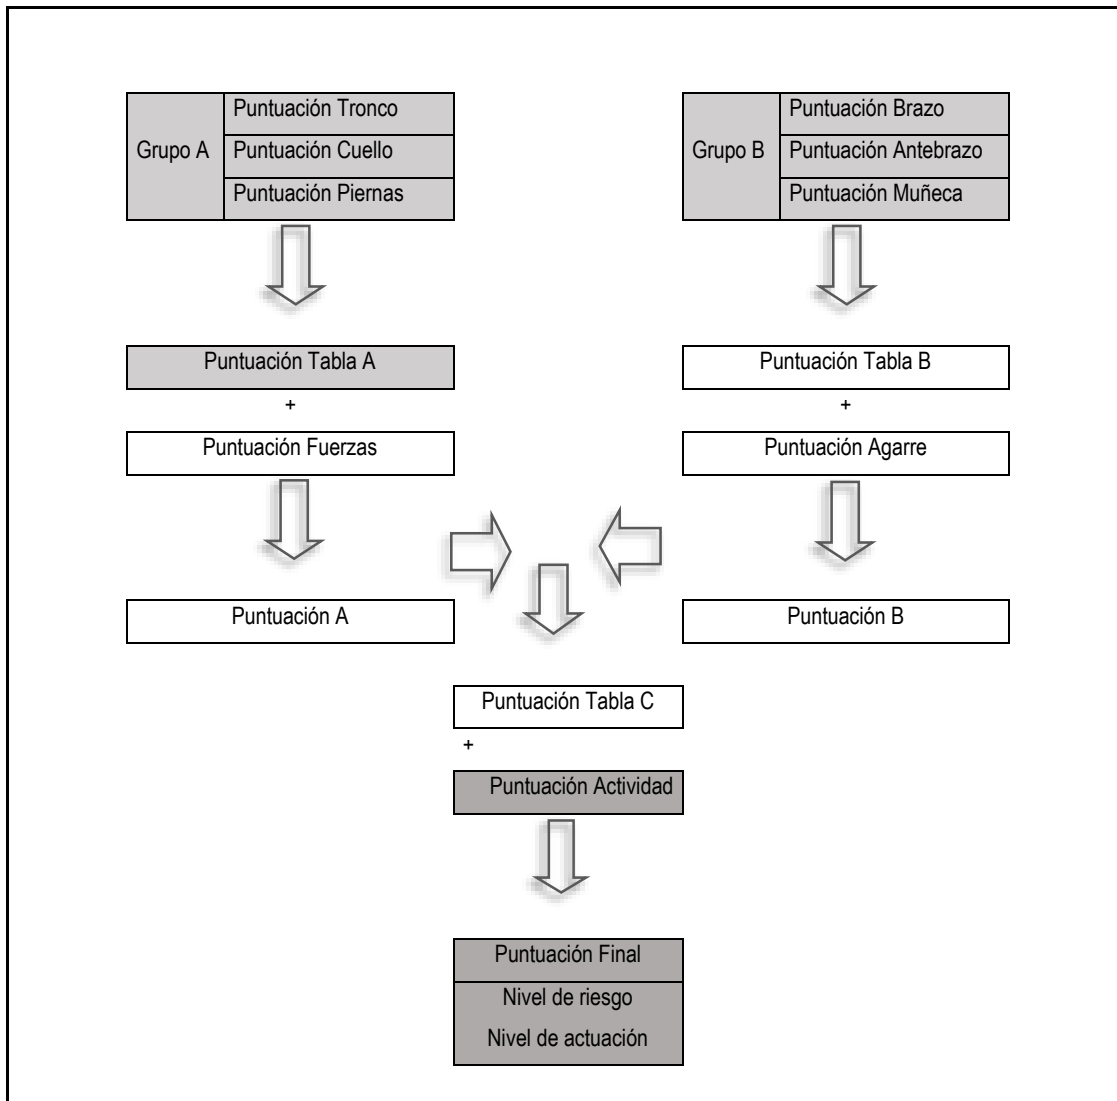 Grupo A
Puntuación Tronco
Puntuación Cuello
Puntuación Piernas
Grupo B
Puntuación Brazo
Puntuación Antebrazo
Puntuación Muñeca
Puntuación Tabla A
+
Puntuación Fuerzas
Puntuación Tabla B
+
Puntuación Agarre
Puntuación A
Puntuación B
Puntuación Tabla C
+
Puntuación Actividad
Puntuación Final
Nivel de riesgo
Nivel de actuación